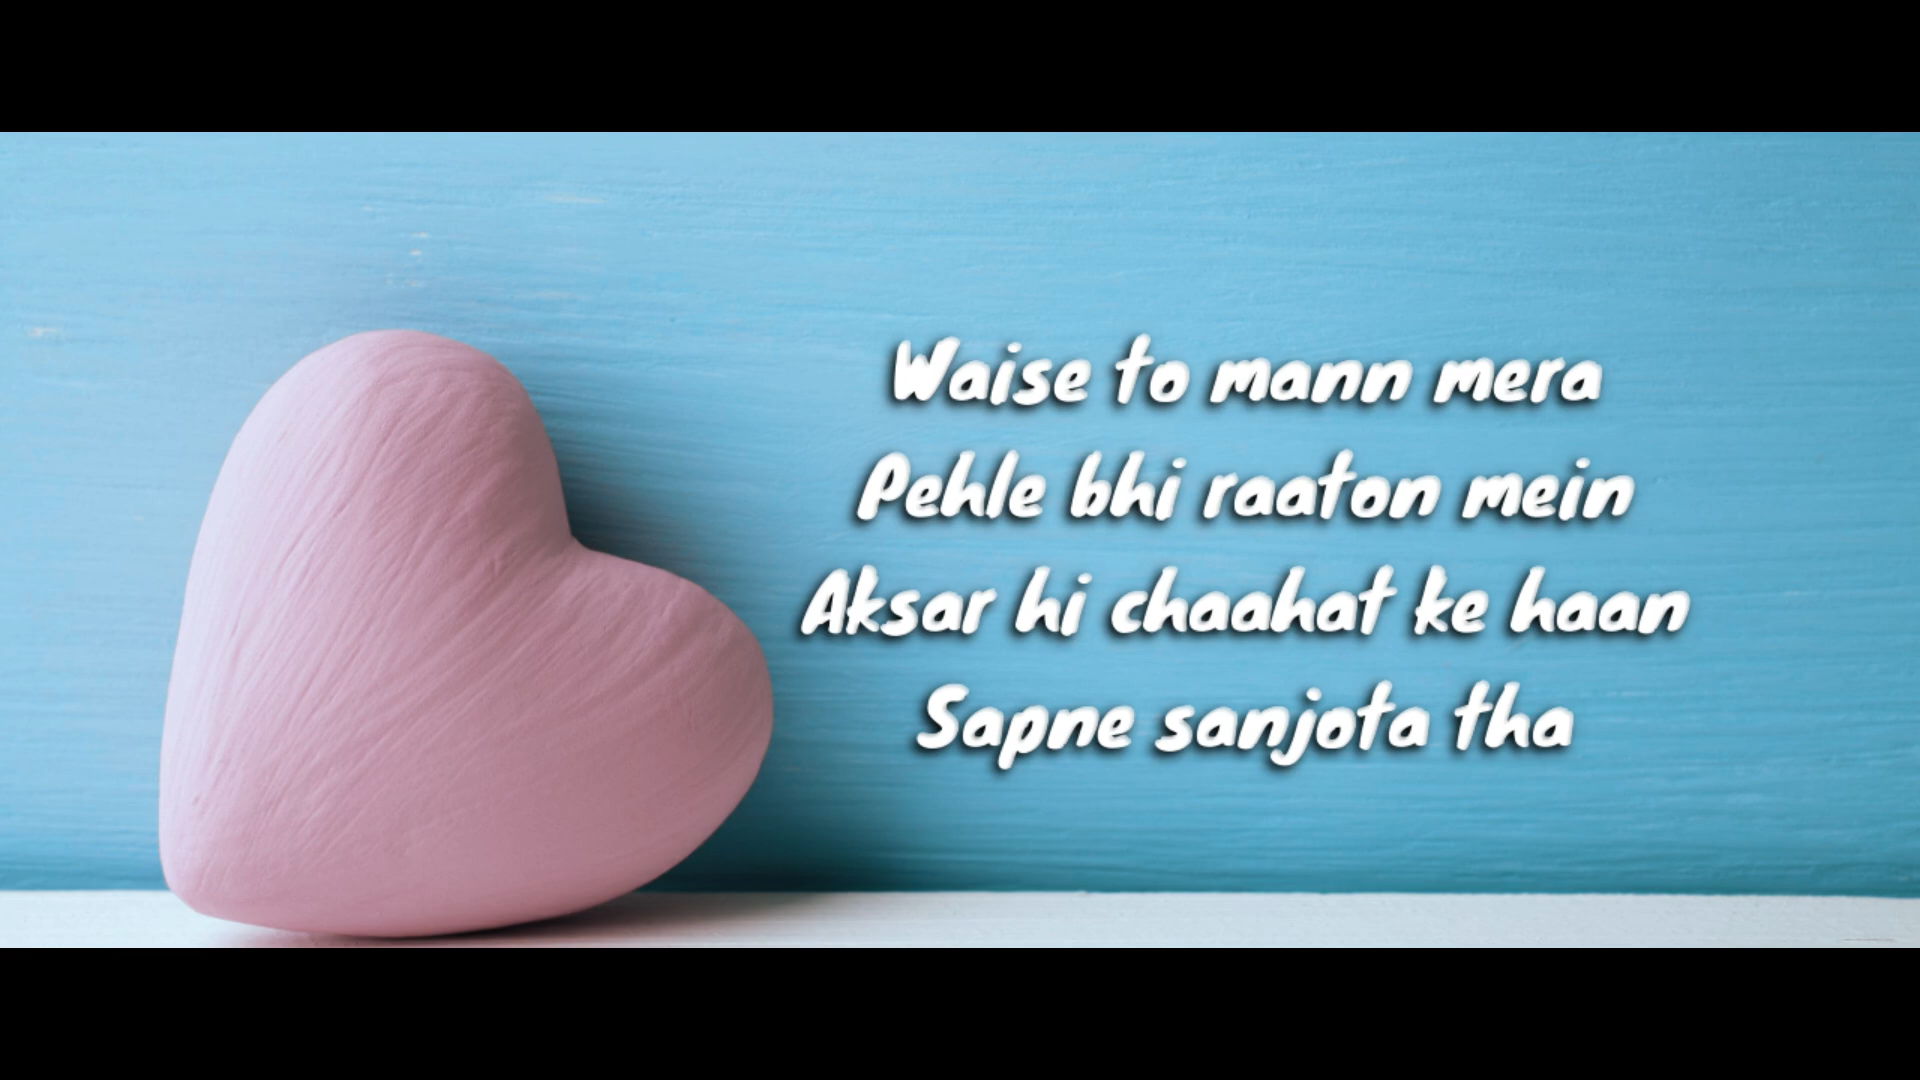 Waise to mann mera
Pehle bhi raaton mein
Aksar hi chaahat ke haan
Sapne sanjota tha